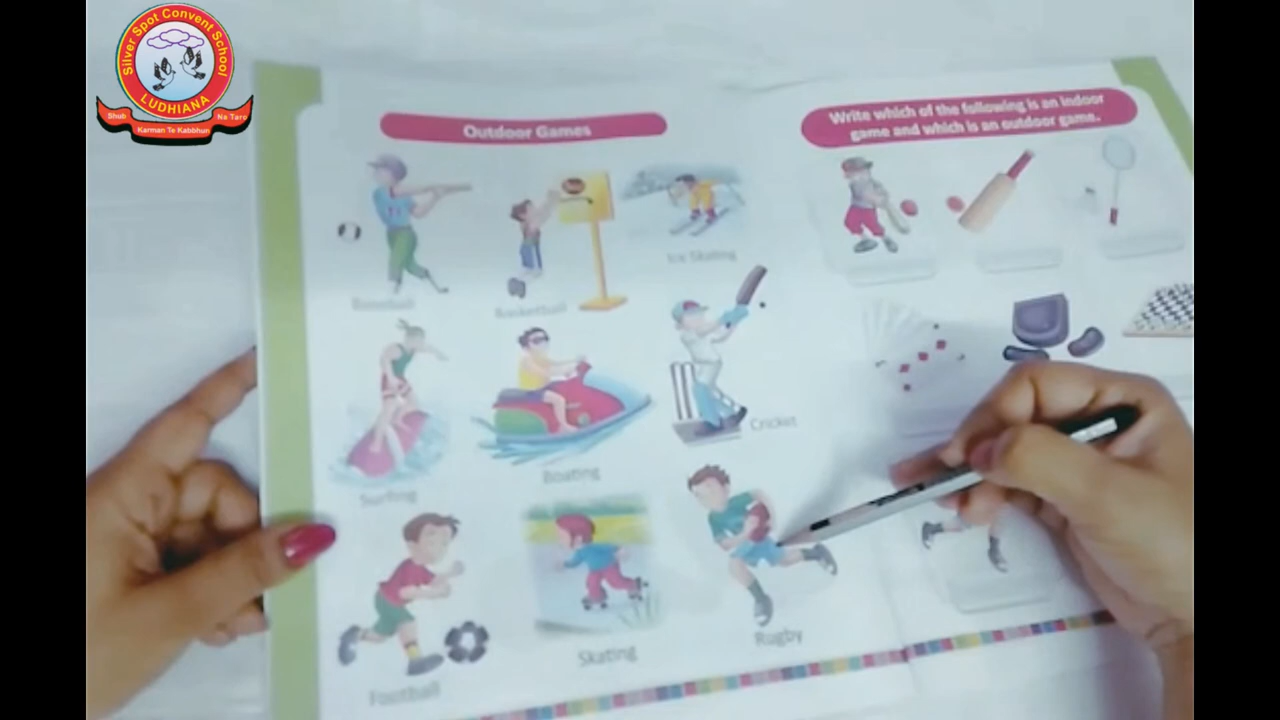 Silver Spot Convent School
LUDHIANA
Shub
Karman Te Kabbhun
Na Taro
Outdoor Games
Baseball
Basketball
Ice Skating
Surfing
Boating
Cricket
Football
Skating
Rugby
Write which of the following is an indoor
game and which is an outdoor game.